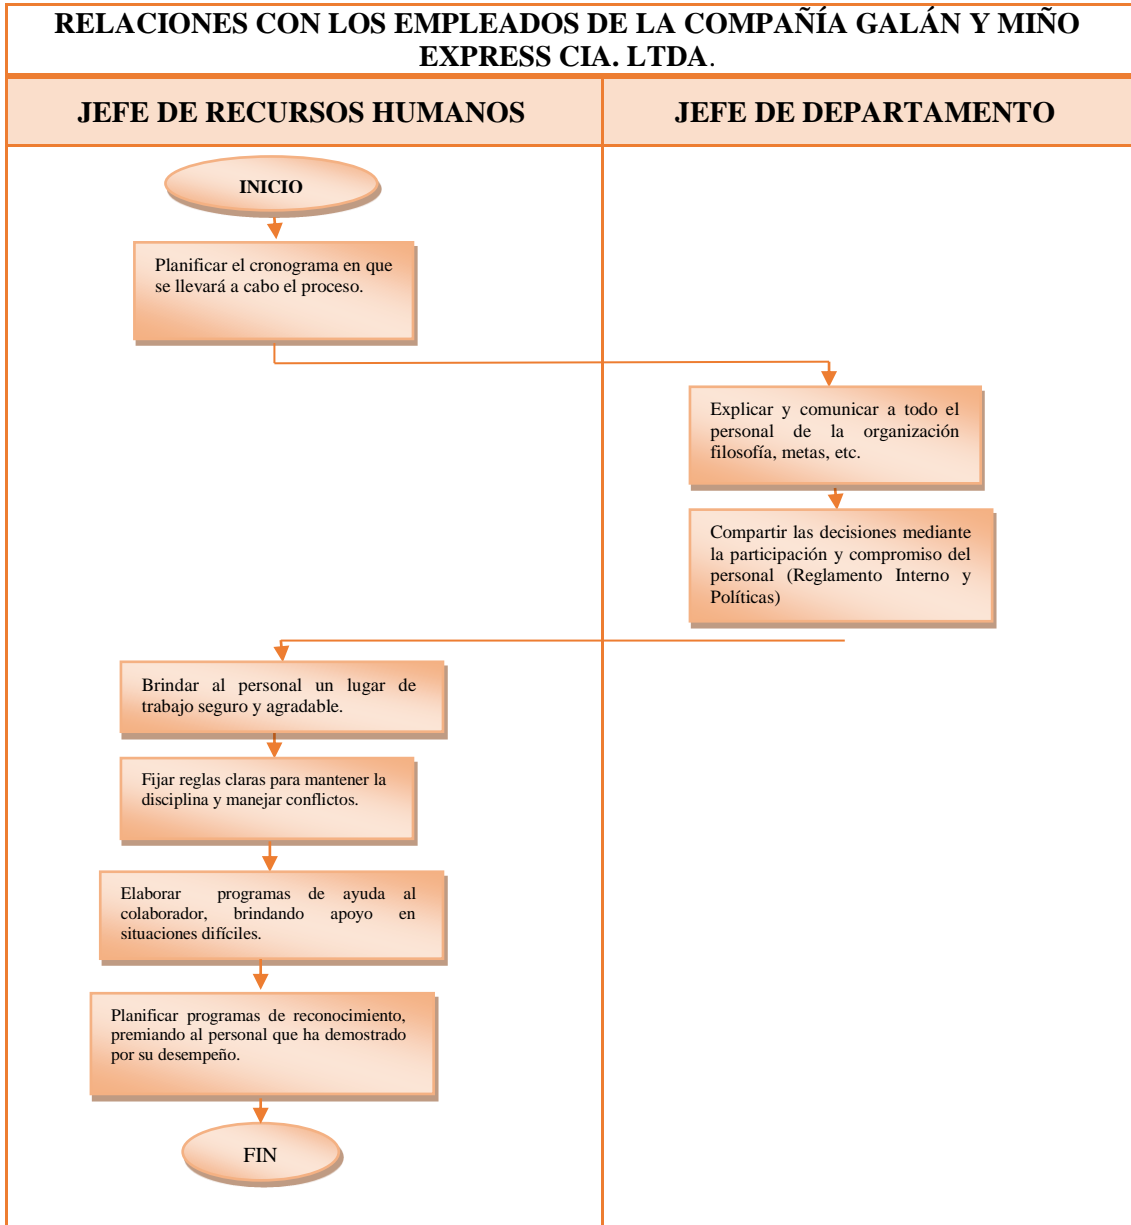 RELACIONES CON LOS EMPLEADOS DE LA COMPAÑÍA GALÁN Y MIÑO
EXPRESS CIA. LTDA.
JEFE DE RECURSOS HUMANOS
JEFE DE DEPARTAMENTO
INICIO
Planificar el cronograma en que
se llevará a cabo el proceso.
Explicar y comunicar a todo el
personal de la organización
filosofía, metas, etc.
Compartir las decisiones mediante
la participación y compromiso del
personal (Reglamento Interno y
Políticas)
Brindar al personal un lugar de
trabajo seguro y agradable.
Fijar reglas claras para mantener la
disciplina y manejar conflictos.
Elaborar programas de ayuda al
colaborador, brindando apoyo en
situaciones difíciles.
Planificar programas de reconocimiento,
premiando al personal que ha demostrado
por su desempeño.
FIN